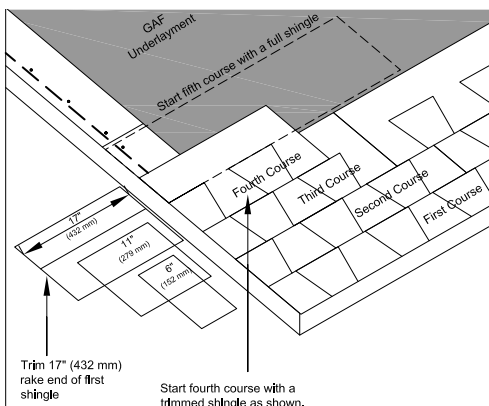 GAF
Underlayment
Start fifth course with a full shingle
Fourth Course
Third Course
Second Course
First Course
17"
(432 mm)
11"
(279 mm)
6"
(152 mm)
Trim 17" (432 mm)
rake end of first
shingle
Start fourth course with a
trimmed shingle as shown.